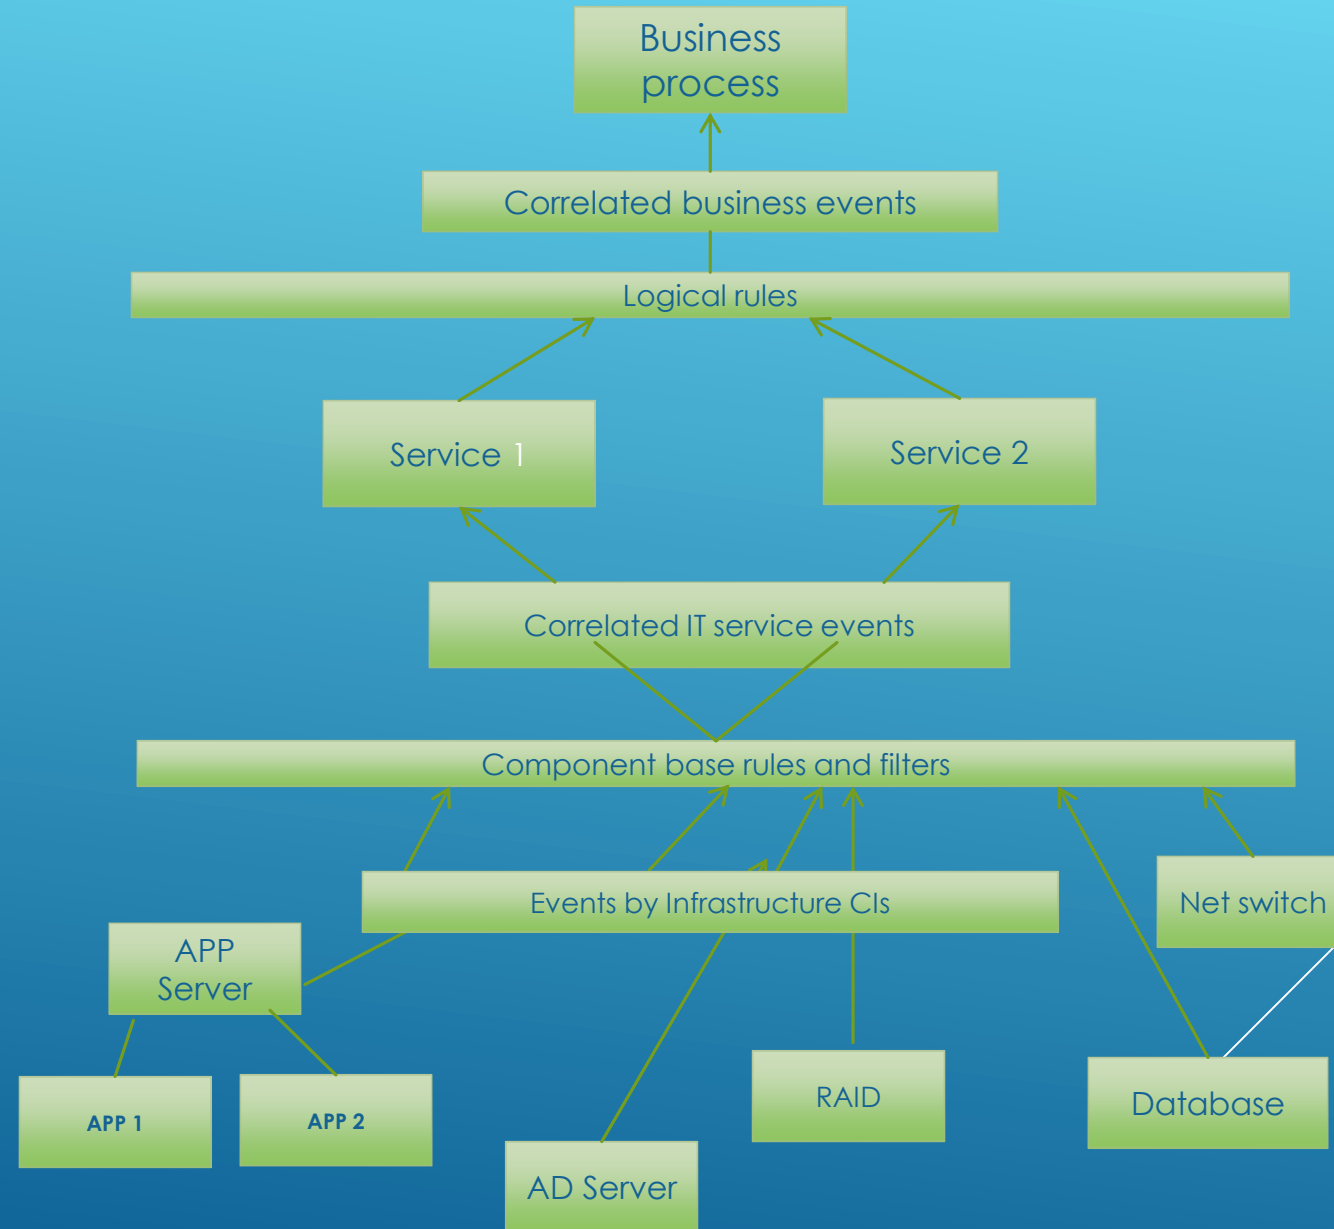 Business
process
Correlated business events
Logical rules
Service 1
Service 2
Correlated IT service events
Component base rules and filters
Events by Infrastructure CIs
Net switch
APP
Server
APP 1
APP 2
RAID
Database
AD Server